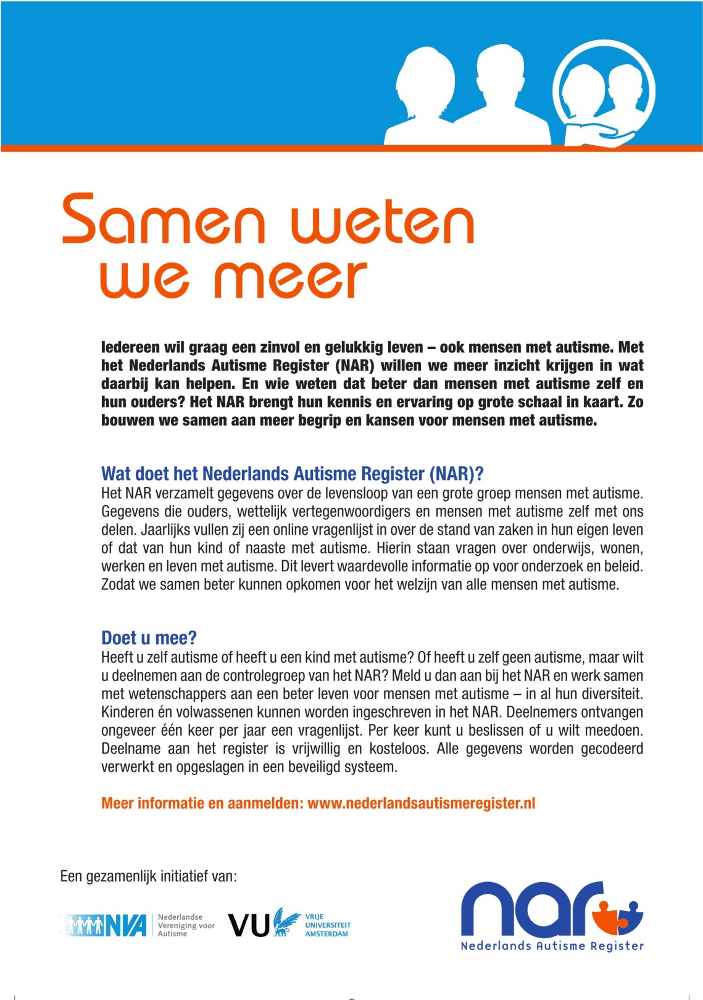 Samen weten
we meer
Iedereen wil graag een zinvol en gelukkig leven – ook mensen met autisme. Met
het Nederlands Autisme Register (NAR) willen we meer inzicht krijgen in wat
daarbij kan helpen. En wie weten dat beter dan mensen met autisme zelf en
hun ouders? Het NAR brengt hun kennis en ervaring op grote schaal in kaart. Zo
bouwen we samen aan meer begrip en kansen voor mensen met autisme.
Wat doet het Nederlands Autisme Register (NAR)?
Het NAR verzamelt gegevens over de levensloop van een grote groep mensen met autisme.
Gegevens die ouders, wettelijk vertegenwoordigers en mensen met autisme zelf met ons
delen. Jaarlijks vullen zij een online vragenlijst in over de stand van zaken in hun eigen leven
of dat van hun kind of naaste met autisme. Hierin staan vragen over onderwijs, wonen,
werken en leven met autisme. Dit levert waardevolle informatie op voor onderzoek en beleid.
Zodat we samen beter kunnen opkomen voor het welzijn van alle mensen met autisme.
Doet u mee?
Heeft u zelf autisme of heeft u een kind met autisme? Of heeft u zelf geen autisme, maar wilt
u deelnemen aan de controlegroep van het NAR? Meld u dan aan bij het NAR en werk samen
met wetenschappers aan een beter leven voor mensen met autisme – in al hun diversiteit.
Kinderen én volwassenen kunnen worden ingeschreven in het NAR. Deelnemers ontvangen
ongeveer één keer per jaar een vragenlijst. Per keer kunt u beslissen of u wilt meedoen.
Deelname aan het register is vrijwillig en kosteloos. Alle gegevens worden gecodeerd
verwerkt en opgeslagen in een beveiligd systeem.
Meer informatie en aanmelden: www.nederlandsautismeregister.nl
Een gezamenlijk initiatief van:
NVA
Nederlandse
Vereniging voor
Autisme
VU
VRIJE
UNIVERSITEIT
AMSTERDAM
nar
Nederlands Autisme Register